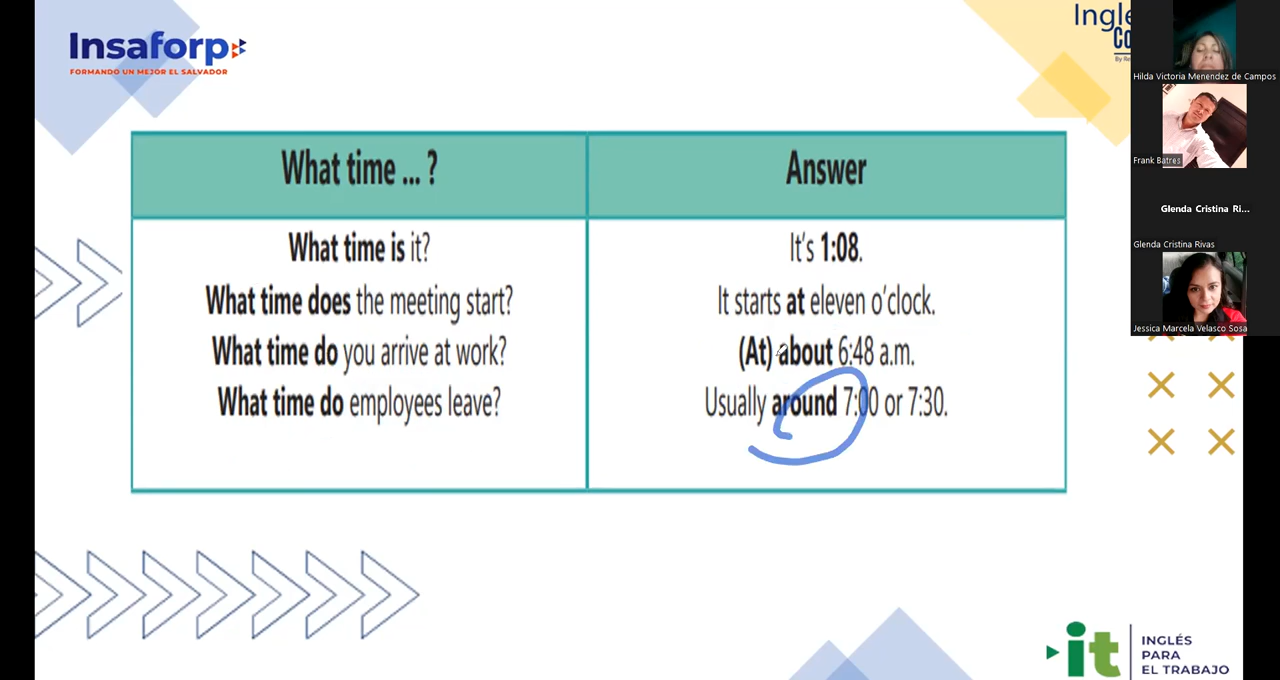 Insaforp
FORMANDO UN MEJOR EL SALVADOR
What time ... ?
Answer
What time is it?
It's 1:08.
What time does the meeting start?
It starts at eleven o'clock.
What time do you arrive at work?
(At) about 6:48 a.m.
What time do employees leave?
Usually around 7:00 or 7:30.
Hilda Victoria Menendez de Campos
Frank Batres
Glenda Cristina Ri...
Glenda Cristina Rivas
Jessica Marcela Velasco Sosa
it
INGLÉS
PARA
EL TRABAJO